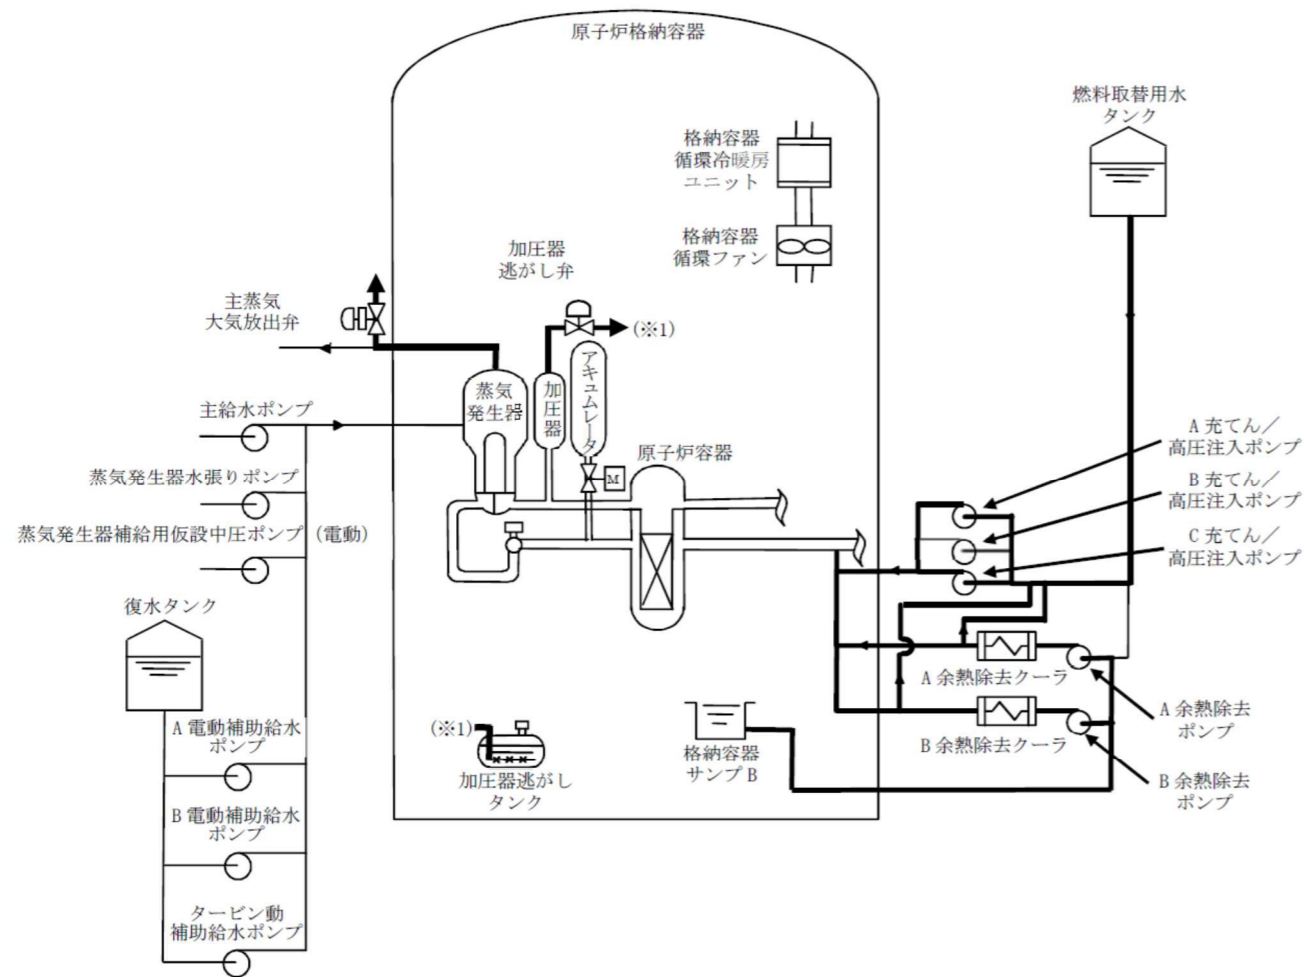 原子炉格納容器
燃料取替用水
タンク
格納容器
循環冷暖房
ユニット
格納容器
循環ファン
加圧器
逃がし弁
主蒸気
大気放出弁
(※1)
アキュムレータ
蒸気
発生器
加圧器
主給水ポンプ
原子炉容器
M
A 充てん／
高圧注入ポンプ
B 充てん／
高圧注入ポンプ
C 充てん／
高圧注入ポンプ
蒸気発生器水張りポンプ
蒸気発生器補給用仮設中圧ポンプ（電動）
復水タンク
A 余熱除去クーラ
A 余熱除去
ポンプ
B 余熱除去クーラ
B 余熱除去
ポンプ
(※1)
加圧器逃がし
タンク
格納容器
サンプ B
A 電動補助給水
ポンプ
B 電動補助給水
ポンプ
タービン動
補助給水ポンプ